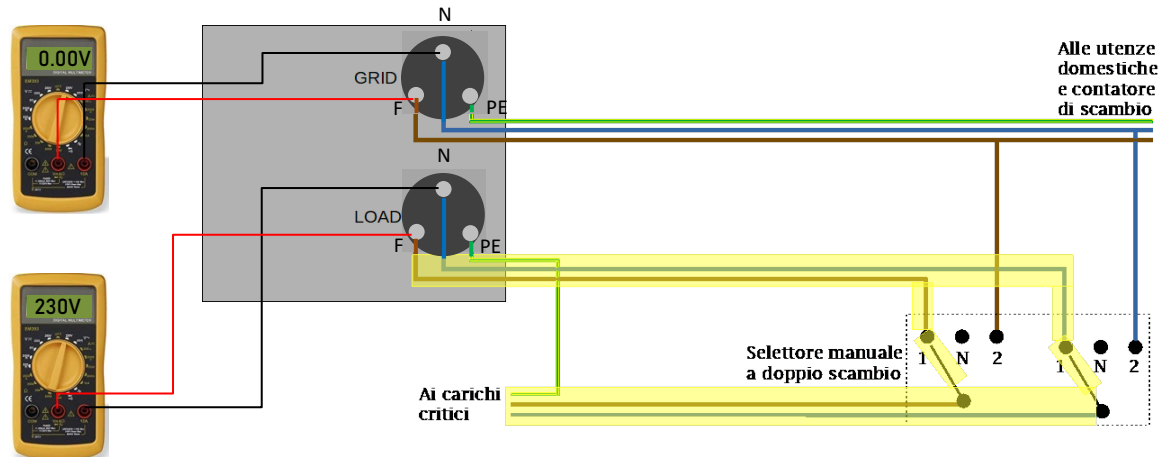 N
0.00V
GRID
F
PE
Alle utenze
domestiche
e contatore
di scambio
N
LOAD
F
PE
230V
1
N
2
1
N
2
Selettore manuale
a doppio scambio
Ai carichi
critici